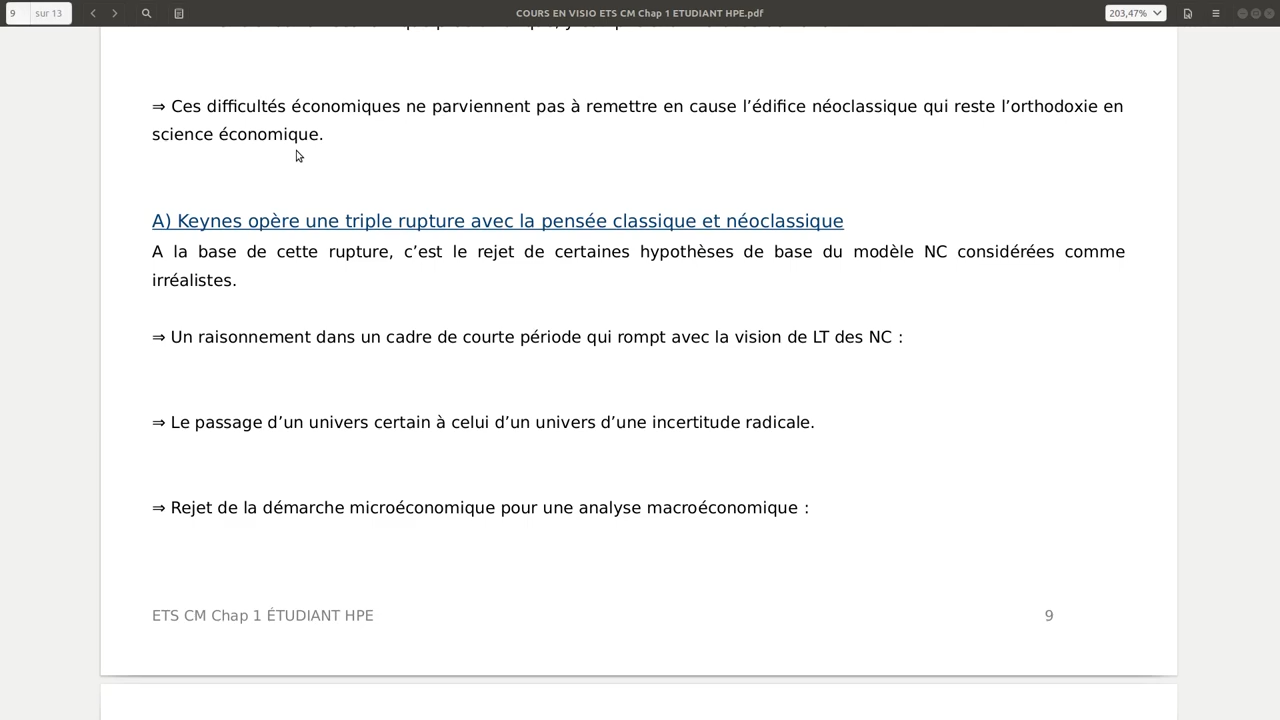 9 sur 13
COURS EN VISIO ETS CM Chap 1 ETUDIANT HPE.pdf
203,47%
⇒ Ces difficultés économiques ne parviennent pas à remettre en cause l’édifice néoclassique qui reste l’orthodoxie en
science économique.
A) Keynes opère une triple rupture avec la pensée classique et néoclassique
A la base de cette rupture, c’est le rejet de certaines hypothèses de base du modèle NC considérées comme
irréalistes.
⇒ Un raisonnement dans un cadre de courte période qui rompt avec la vision de LT des NC :
⇒ Le passage d’un univers certain à celui d’un univers d’une incertitude radicale.
⇒ Rejet de la démarche microéconomique pour une analyse macroéconomique :
ETS CM Chap 1 ÉTUDIANT HPE 9